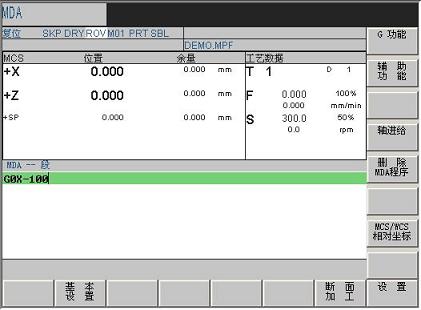 MDA
复位 SKP DRY ROV M01 PRT SBL
DEMO.MPF
MCS 位置 余量 工艺数据
+X 0.000 0.000 mm T 1 D 1
+Z 0.000 0.000 mm F 0.000 100%
0.000 mm/min
+SP 0.000 0.000 mm S 300.0 50%
0.0 rpm
MDA -- 段
G0X-100
G 功能
辅 助
功 能
轴进给
删 除
MDA程序
MCS/WCS
相对坐标
基 本
设 置
断 面
加 工
设 置